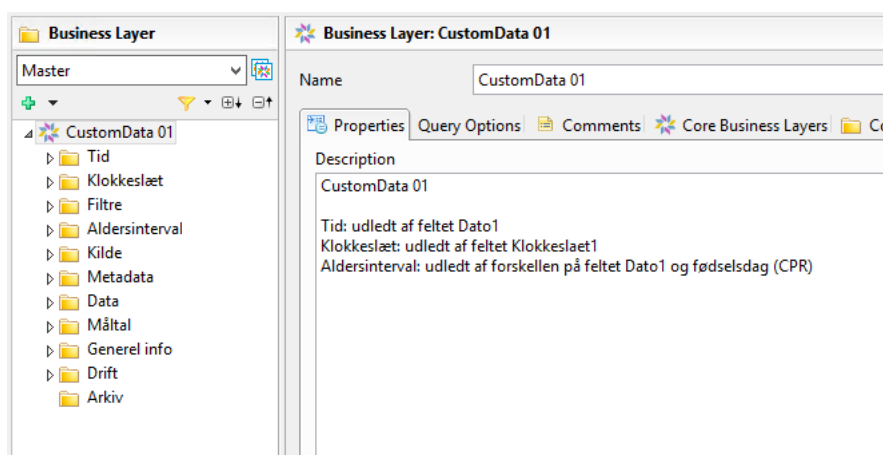 Business Layer
Master
CustomData 01
Tid
Klokkeslæt
Filtre
Aldersinterval
Kilde
Metadata
Data
Måltal
Generel info
Drift
Arkiv
Business Layer: CustomData 01
Name CustomData 01
Properties Query Options Comments Core Business Layers
Description
CustomData 01
Tid: udledt af feltet Dato1
Klokkeslæt: udledt af feltet Klokkeslaet1
Aldersinterval: udledt af forskellen på feltet Dato1 og fødselsdag (CPR)